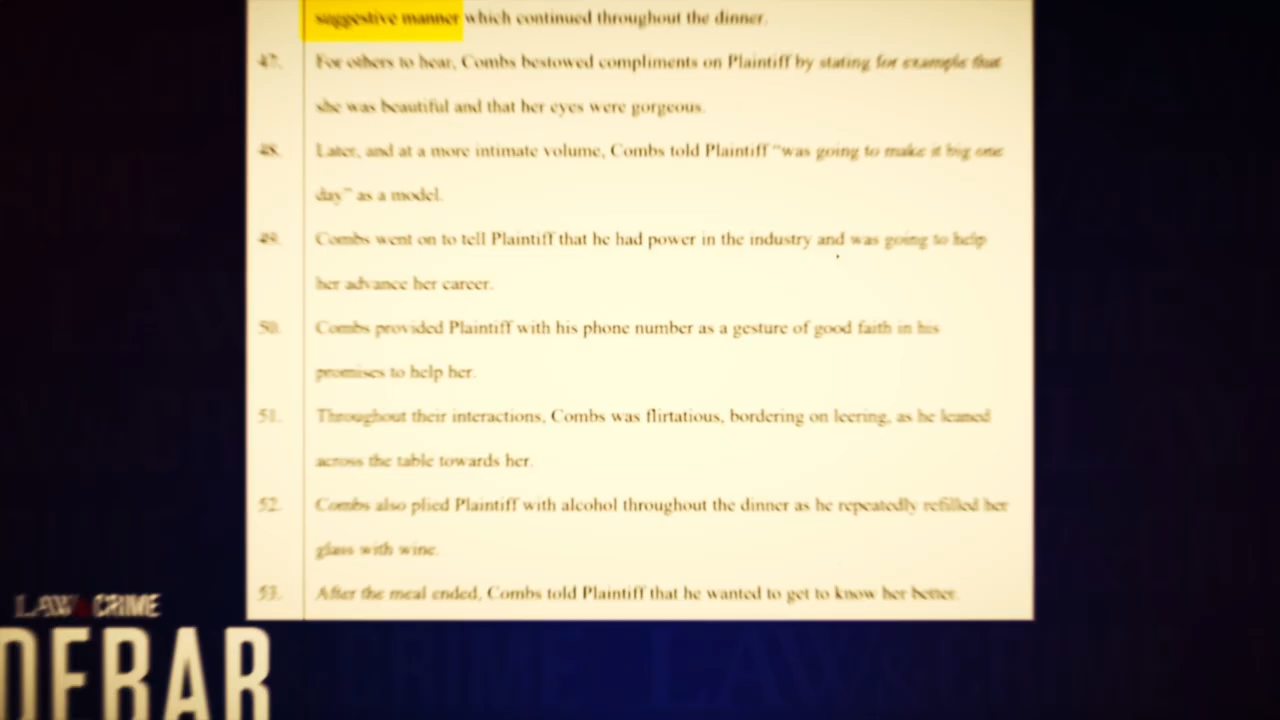 suggestive manner which continued throughout the dinner.
47. For others to hear, Combs bestowed compliments on Plaintiff by stating for example that
she was beautiful and that her eyes were gorgeous.
48. Later, and at a more intimate volume, Combs told Plaintiff “was going to make it big one
day” as a model.
49. Combs went on to tell Plaintiff that he had power in the industry and was going to help
her advance her career.
50. Combs provided Plaintiff with his phone number as a gesture of good faith in his
promises to help her.
51. Throughout their interactions, Combs was flirtatious, bordering on leering, as he leaned
across the table towards her.
52. Combs also plied Plaintiff with alcohol throughout the dinner as he repeatedly refilled her
glass with wine.
53. After the meal ended, Combs told Plaintiff that he wanted to get to know her better.
LAW & CRIME
DEBAR